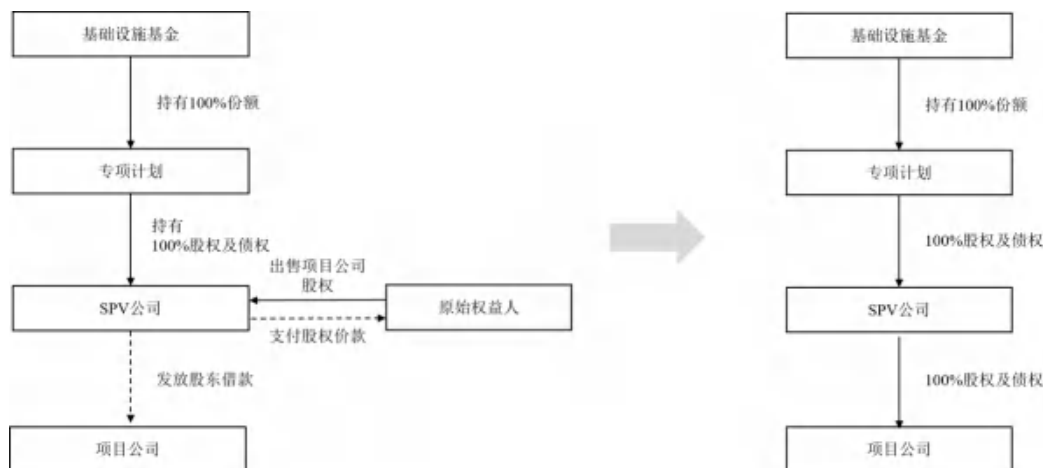 基础设施基金
持有100%份额
专项计划
持有
100%股权及债权
出售项目公司
股权
SPV公司
原始权益人
支付股权价款
发放股东借款
项目公司
基础设施基金
持有100%份额
专项计划
100%股权及债权
SPV公司
100%股权及债权
项目公司